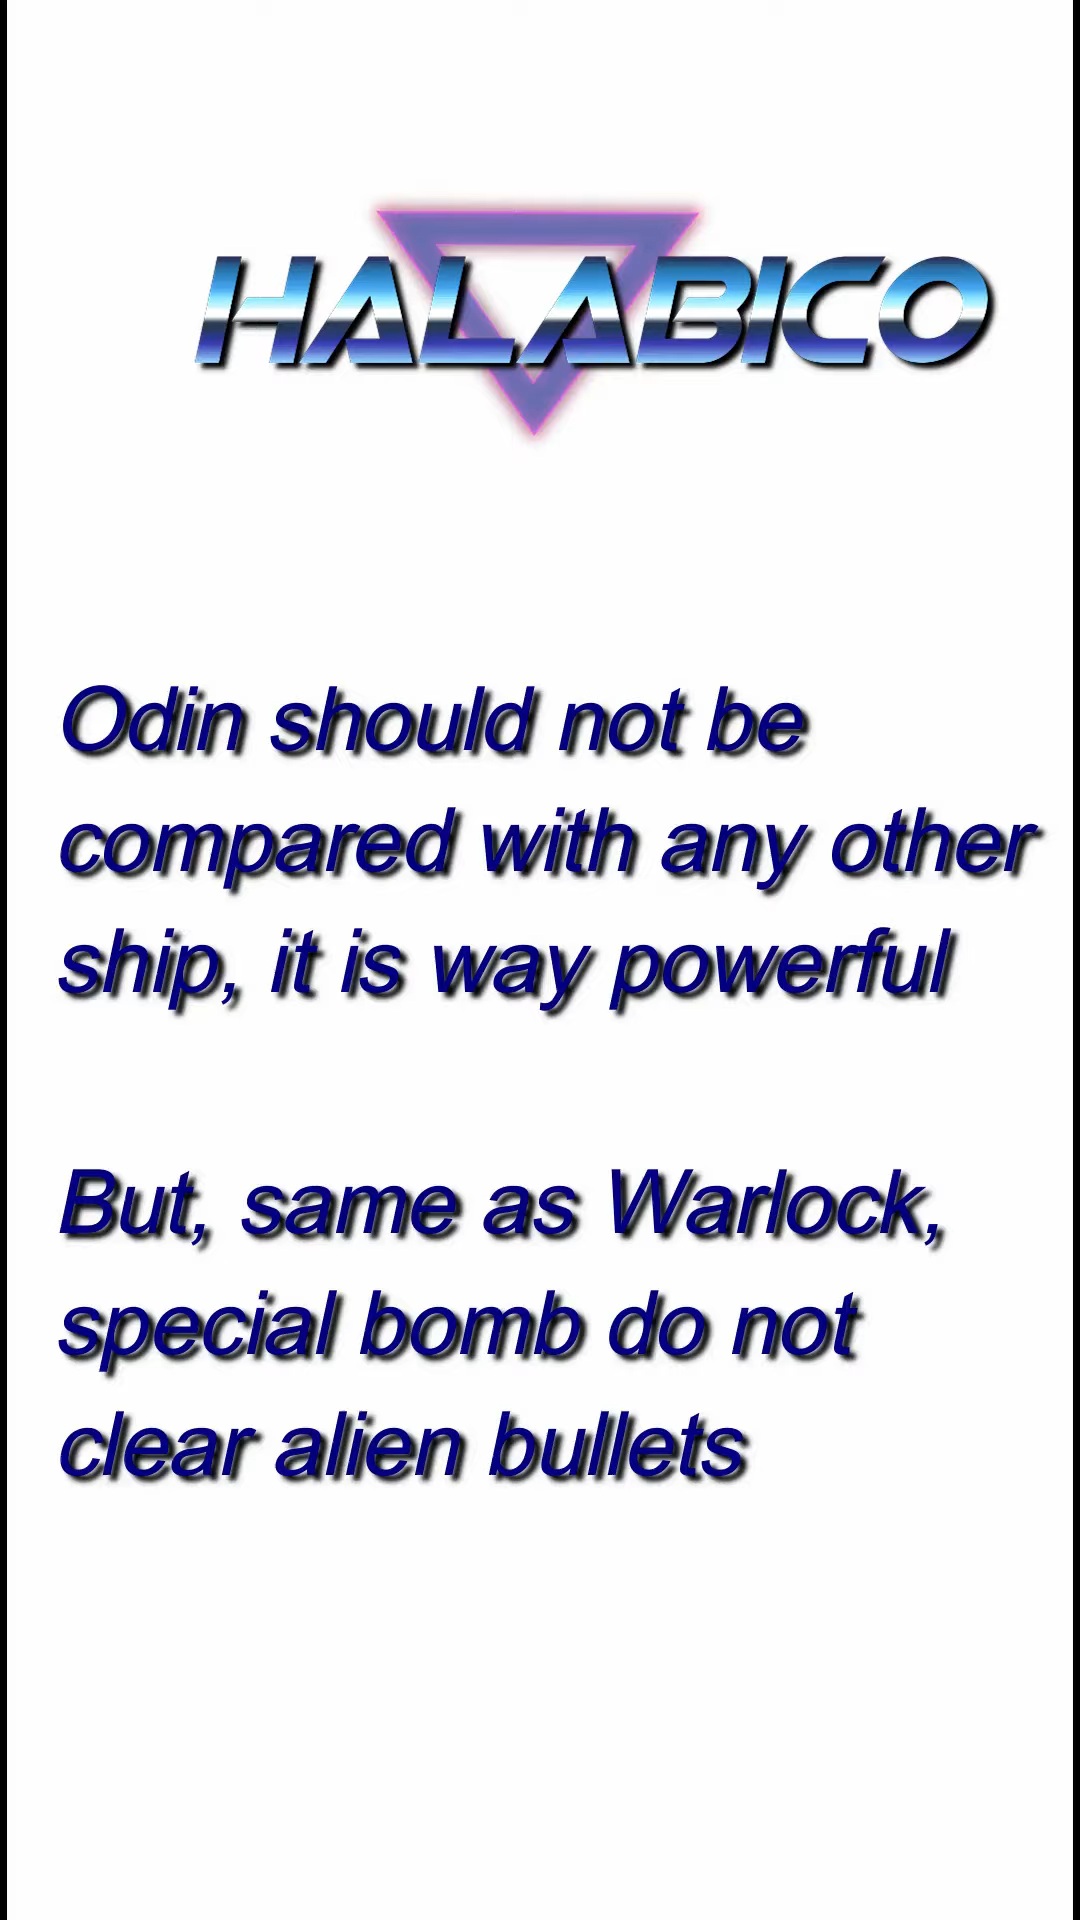 HALABICO
Odin should not be
compared with any other
ship, it is way powerful
But, same as Warlock,
special bomb do not
clear alien bullets